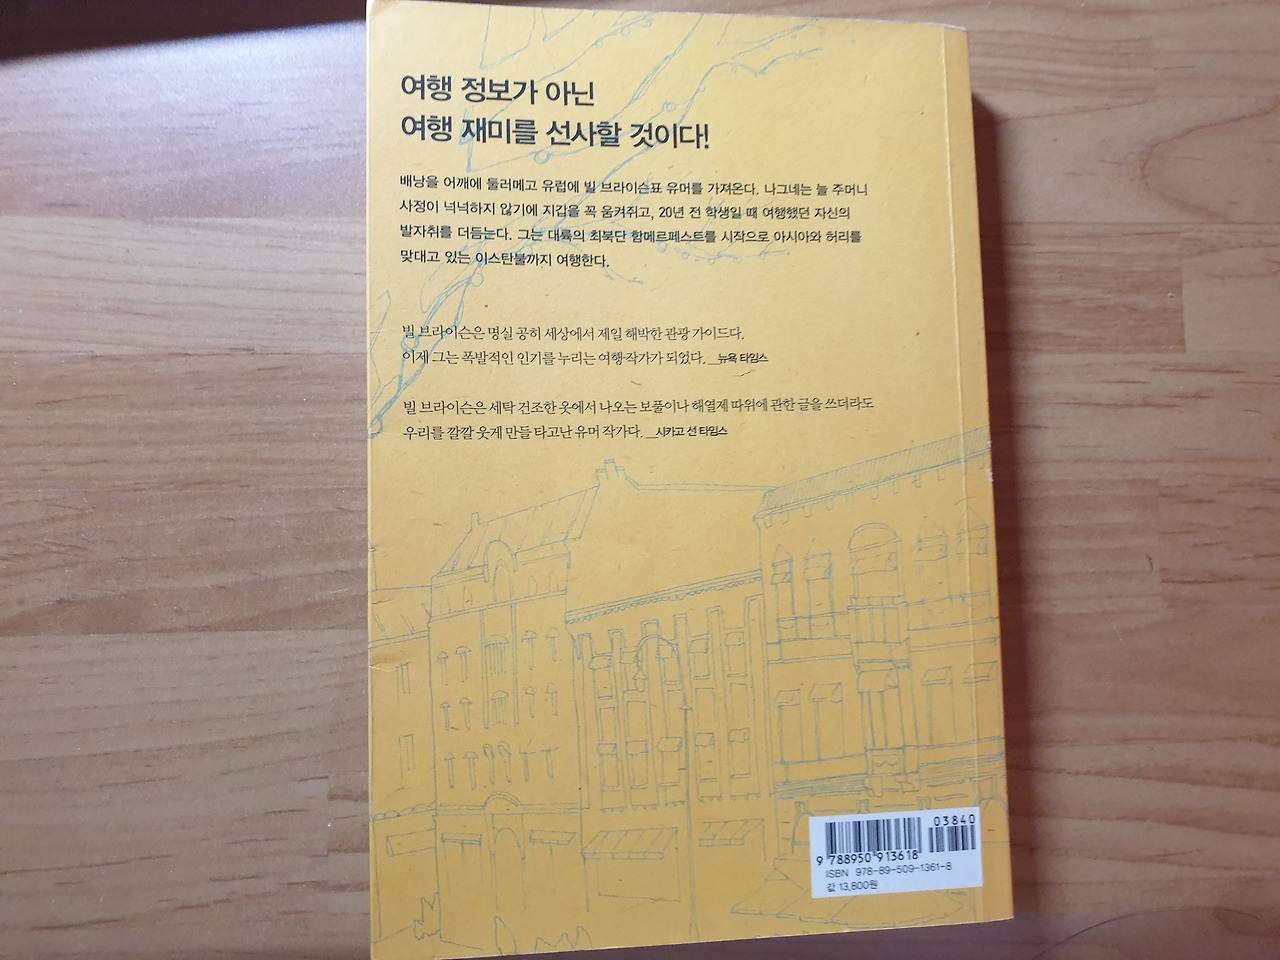 여행 정보가 아닌
여행 재미를 선사할 것이다!
배낭을 어깨에 둘러메고 유럽에 빌 브라이슨표 유머를 가져온다. 나그네는 늘 주머니
사정이 넉넉하지 않기에 지갑을 꼭 움켜쥐고, 20년 전 학생일 때 여행했던 자신의
발자취를 더듬는다. 그는 대륙의 최북단 함메르페스트를 시작으로 아시아와 허리를
맞대고 있는 이스탄불까지 여행한다.
빌 브라이슨은 명실 공히 세상에서 제일 해박한 관광 가이드다.
이제 그는 폭발적인 인기를 누리는 여행작가가 되었다. _뉴욕 타임스
빌 브라이슨은 세탁 건조한 옷에서 나오는 보풀이나 해열제 따위에 관한 글을 쓰더라도
우리를 깔깔 웃게 만들 타고난 유머 작가다. _시카고 선 타임스
03840
9 788950 913618
ISBN 978-89-509-1361-8
값 13,800원